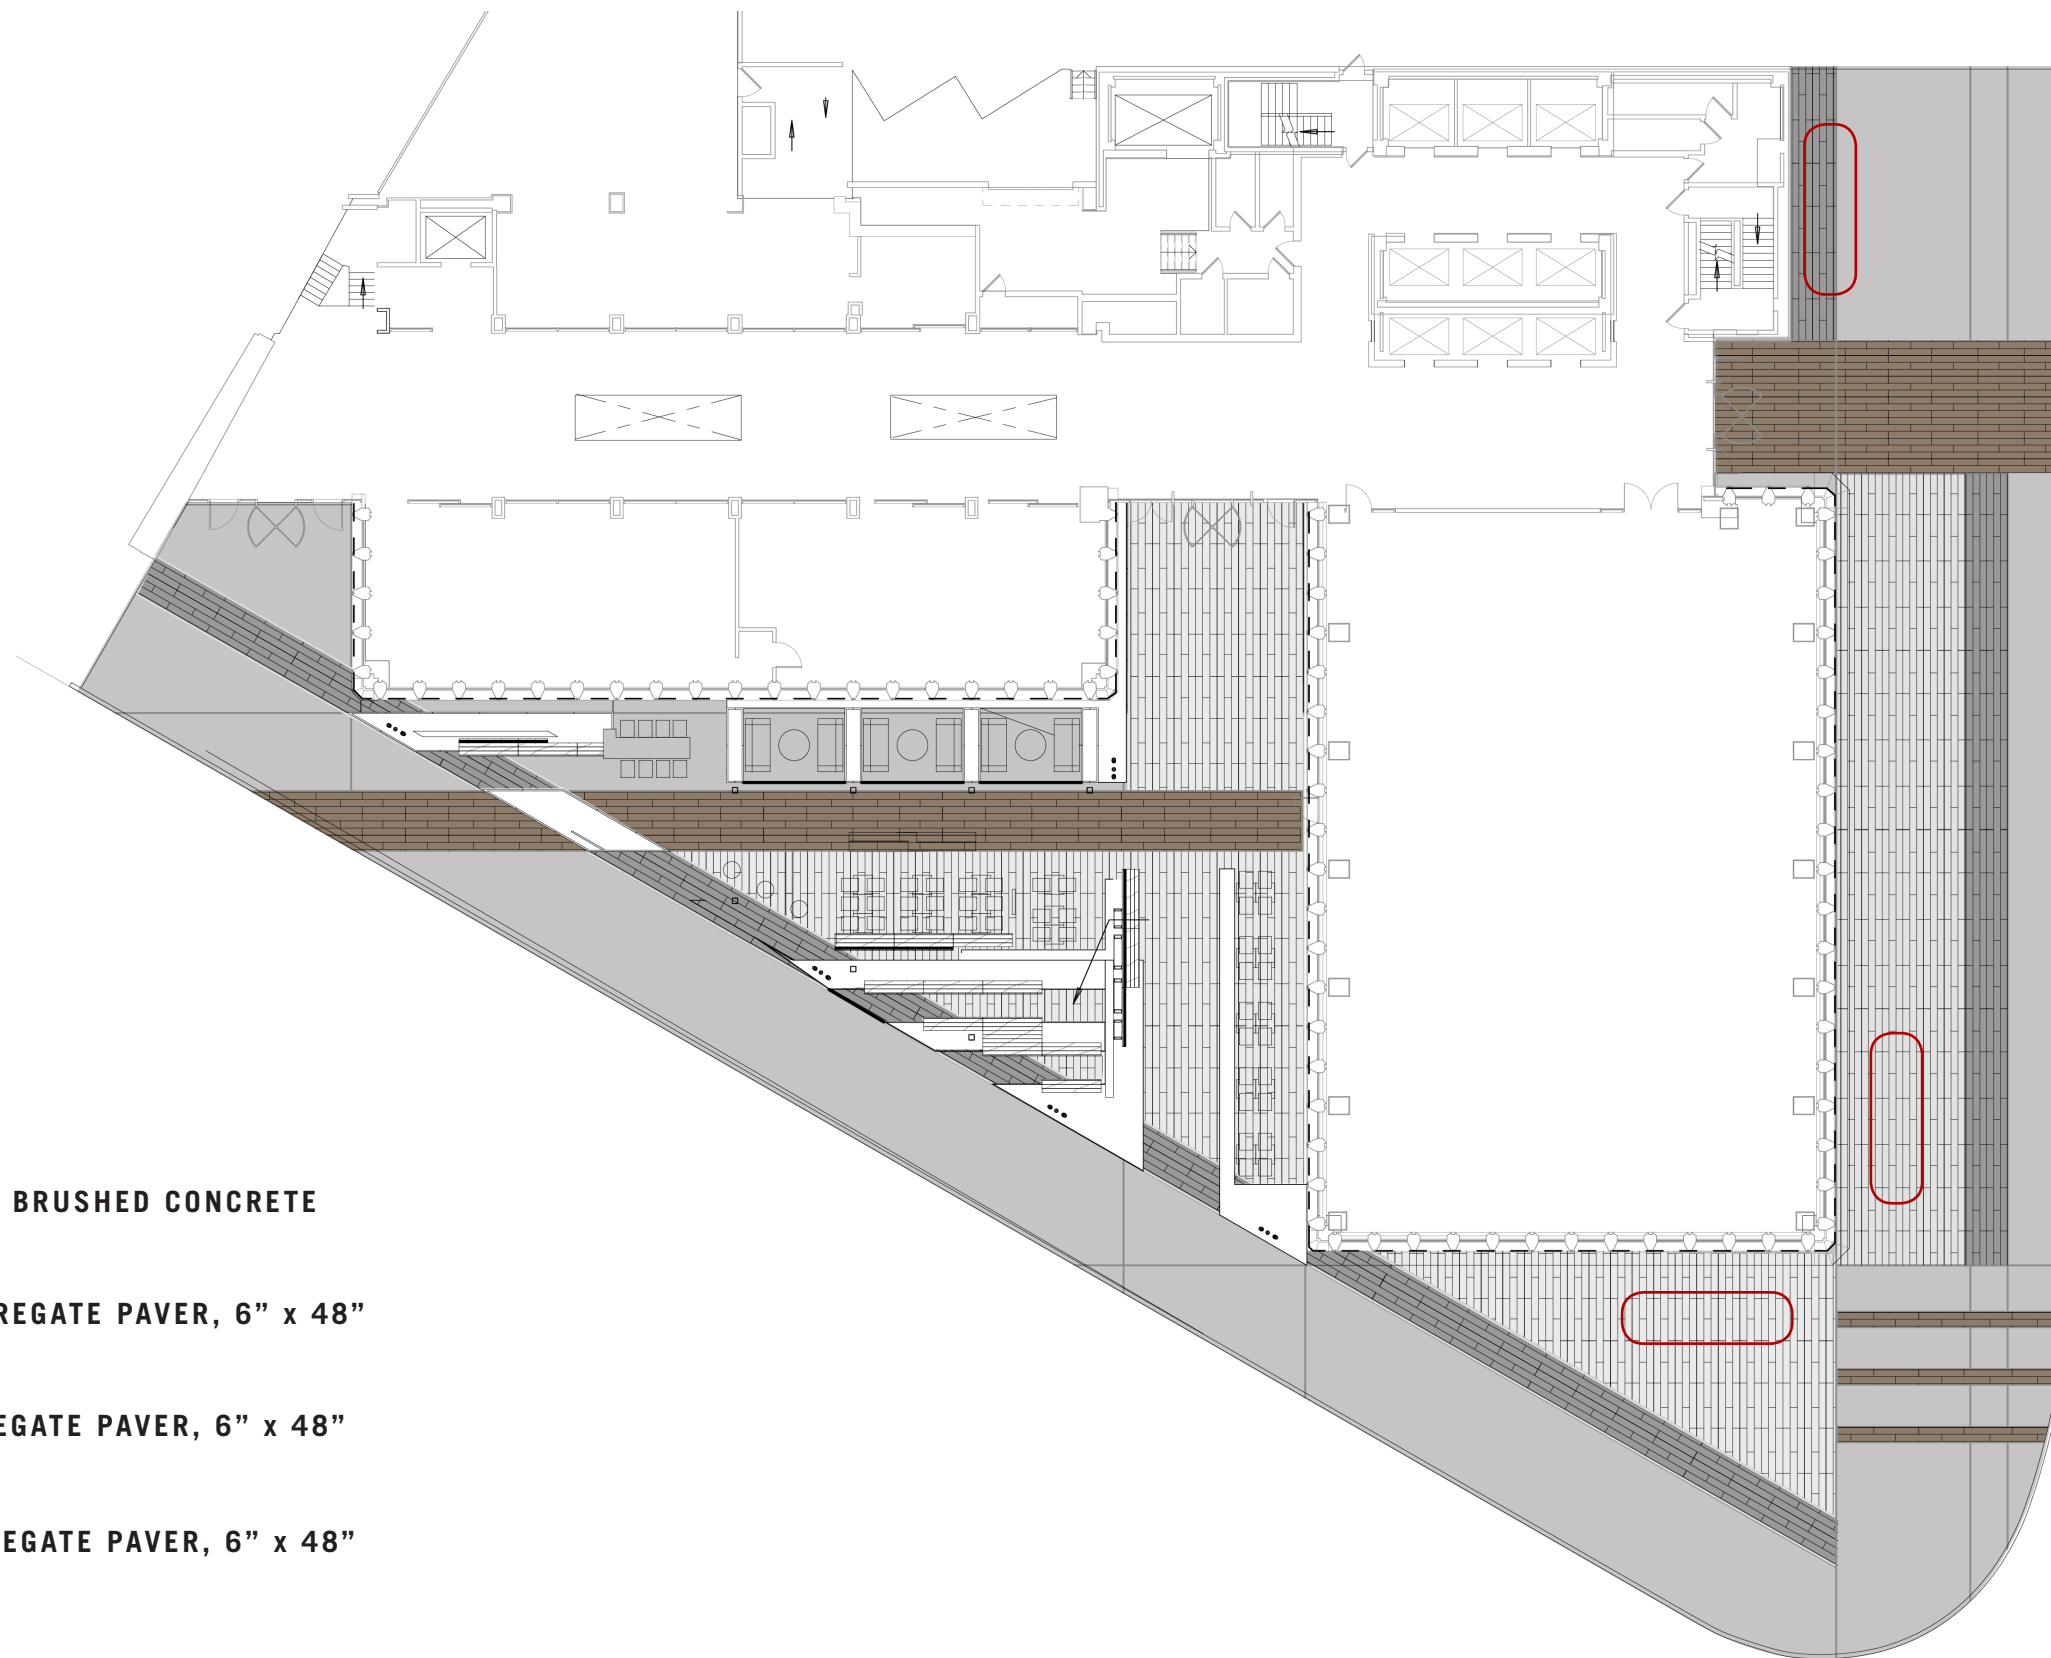 BRUSHED CONCRETE
REGATE PAVER, 6” x 48”
EGATE PAVER, 6” x 48”
EGATE PAVER, 6” x 48”